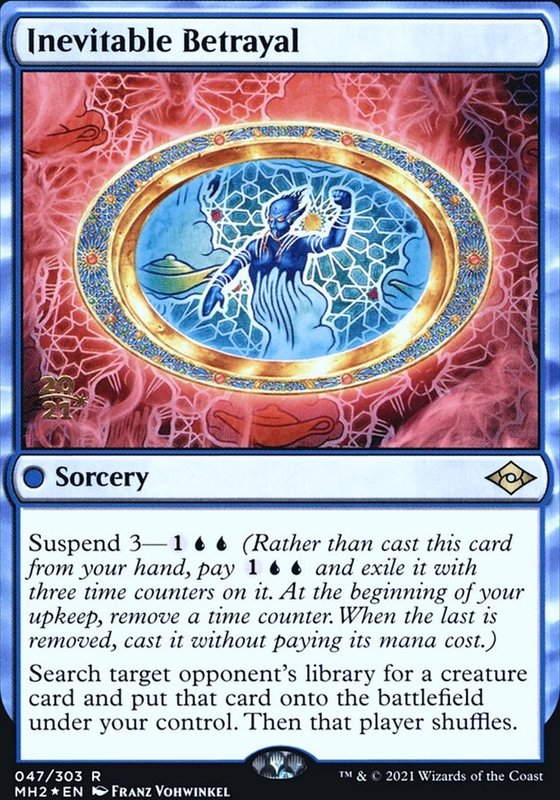 Inevitable Betrayal
20
21*
Sorcery
Suspend 3—1 (Rather than cast this card
from your hand, pay 1 and exile it with
three time counters on it. At the beginning of your
upkeep, remove a time counter. When the last is
removed, cast it without paying its mana cost.)
Search target opponent's library for a creature
card and put that card onto the battlefield
under your control. Then that player shuffles.
047/303 R
MH2★EN Franz Vohwinkel
™ & © 2021 Wizards of the Coast